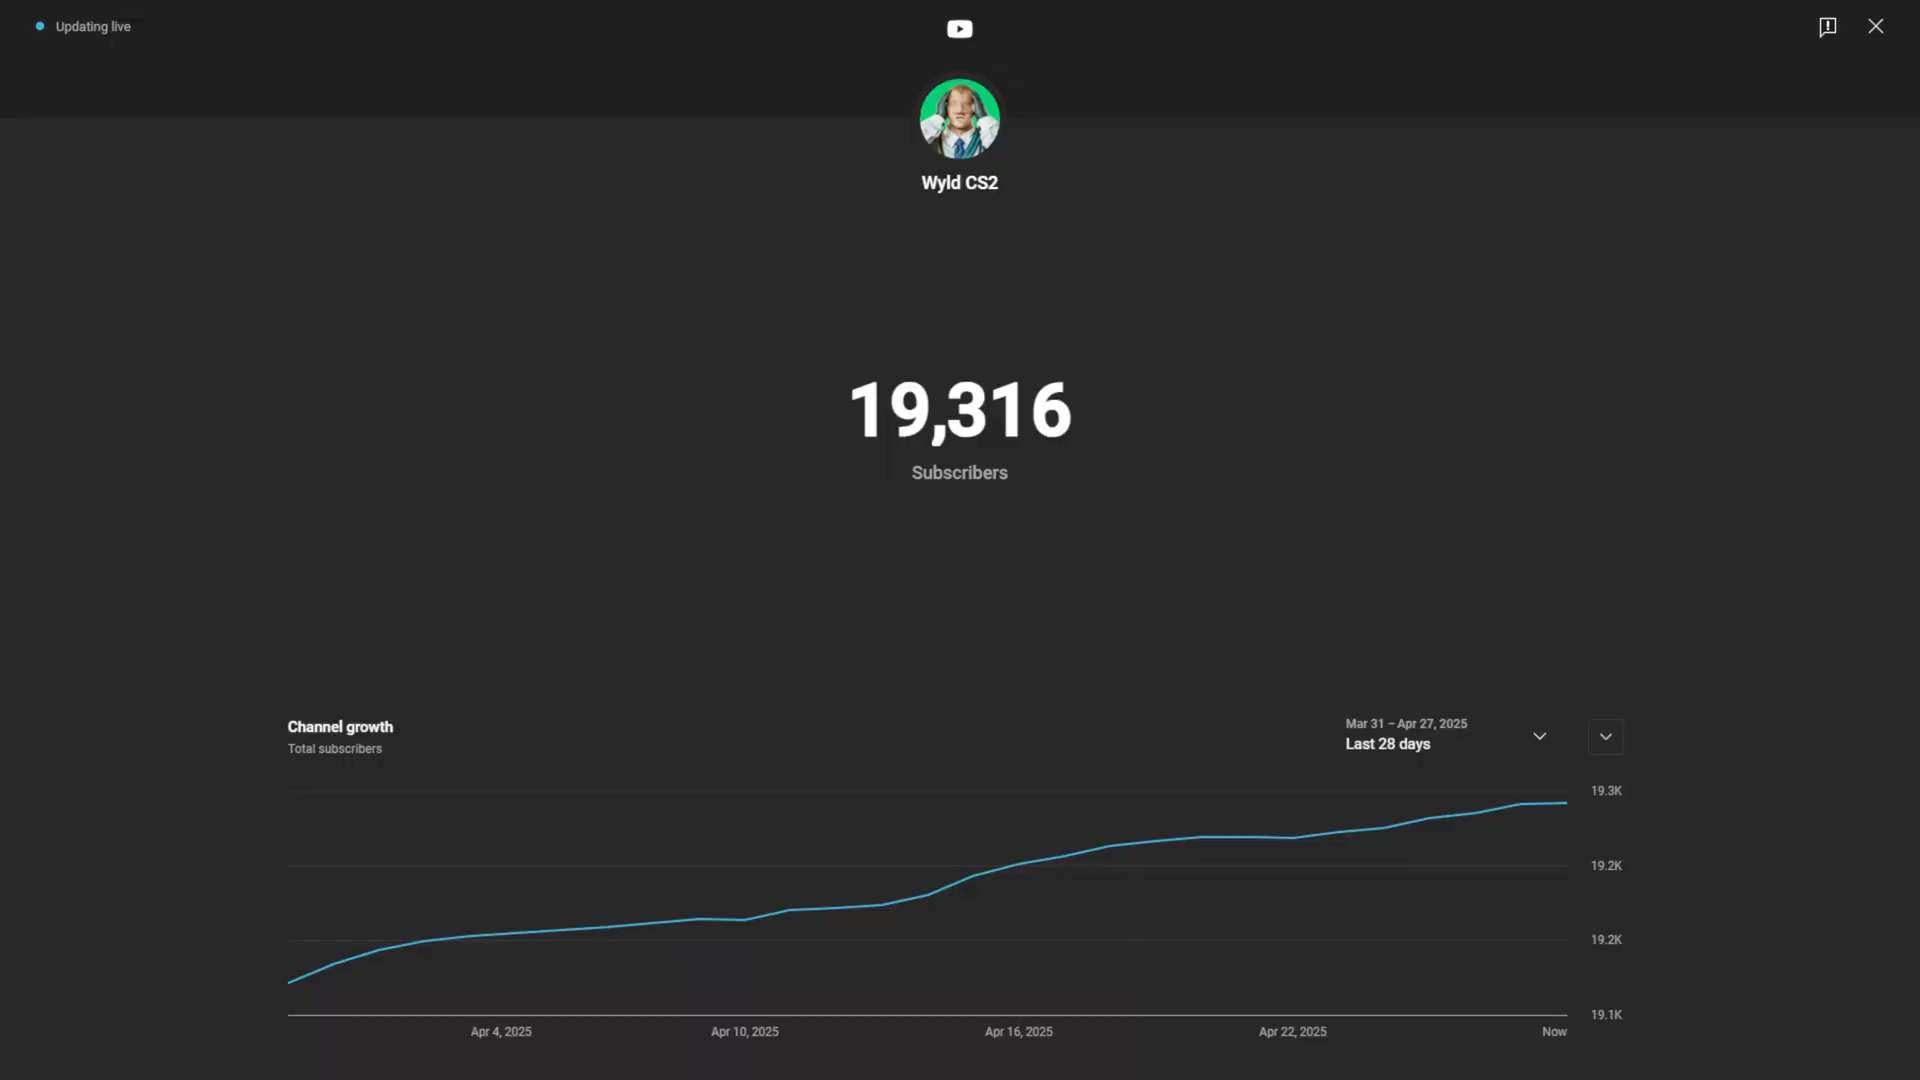 Updating live
Wyld CS2
19,316
Subscribers
Channel growth
Total subscribers
Mar 31 – Apr 27, 2025
Last 28 days
19.3K
19.2K
19.2K
19.1K
Apr 4, 2025
Apr 10, 2025
Apr 16, 2025
Apr 22, 2025
Now